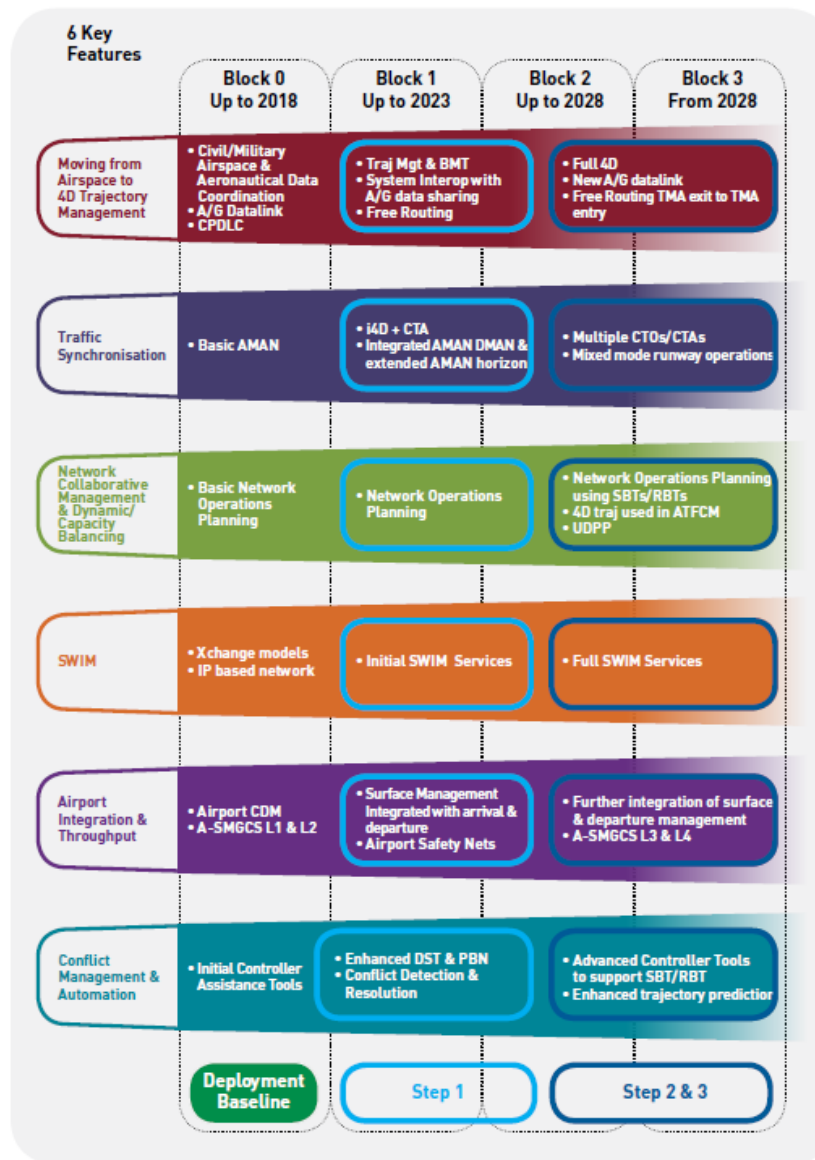 6 Key
Features
Block 0
Up to 2018
Block 1
Up to 2023
Block 2
Up to 2028
Block 3
From 2028
Moving from
Airspace to
4D Trajectory
Management
• Civil/Military
Airspace &
Aeronautical Data
Coordination
• A/G Datalink
• CPDLC
• Traj Mgt & BMT
• System Interop with
A/G data sharing
• Free Routing
• Full 4D
• New A/G datalink
• Free Routing TMA exit to TMA
entry
Traffic
Synchronisation
• Basic AMAN
• i4D + CTA
• Integrated AMAN DMAN &
extended AMAN horizon
• Multiple CTOs/CTAs
• Mixed mode runway operations
Network
Collaborative
Management
& Dynamic/
Capacity
Balancing
• Basic Network
Operations
Planning
• Network Operations
Planning
• Network Operations Planning
using SBTs/RBTs
• 4D traj used in ATFCM
• UDPP
SWIM
• Xchange models
• IP based network
• Initial SWIM Services
• Full SWIM Services
Airport
Integration &
Throughput
• Airport CDM
• A-SMGCS L1 & L2
• Surface Management
Integrated with arrival &
departure
• Airport Safety Nets
• Further integration of surface
& departure management
• A-SMGCS L3 & L4
Conflict
Management &
Automation
• Initial Controller
Assistance Tools
• Enhanced DST & PBN
• Conflict Detection &
Resolution
• Advanced Controller Tools
to support SBT/RBT
• Enhanced trajectory prediction
Deployment
Baseline
Step 1
Step 2 & 3